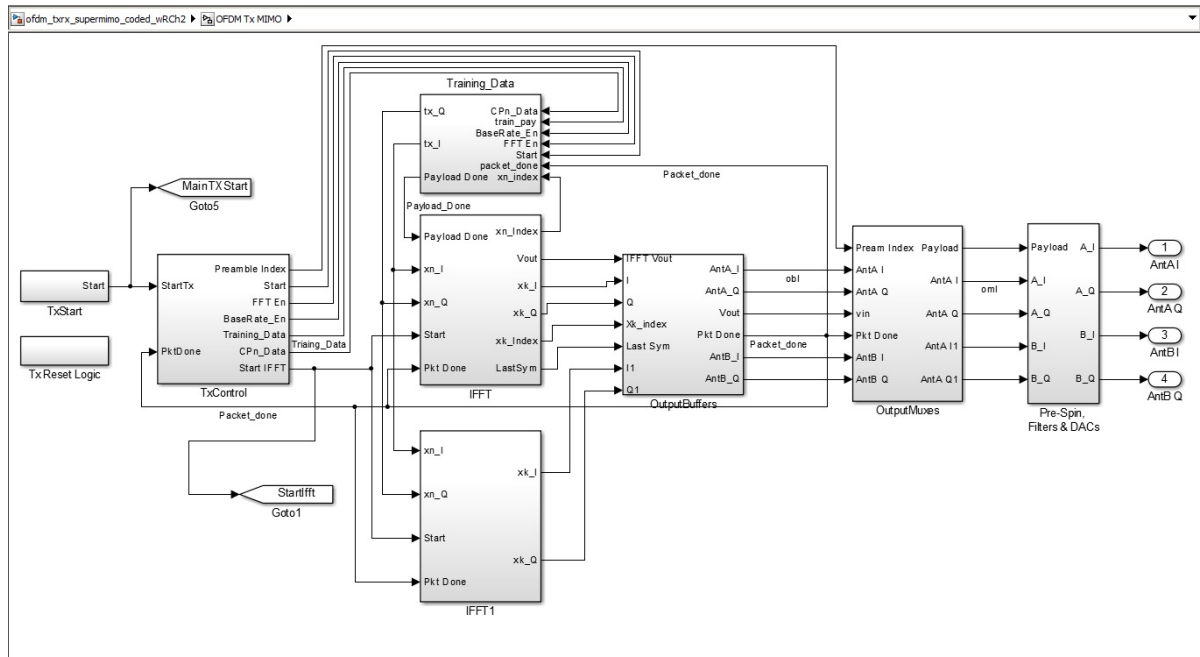 ofdm_txrx_supermimo_coded_wRCh2 OFDM Tx MIMO
Training_Data
tx_Q
tx_I
Payload Done
CPn_Data
train_pay
BaseRate_En
FFT En
Start
packet_done
xn_index
Packet_done
Payload_Done
MainTXStart
Goto5
Start
TxStart
Tx Reset Logic
StartTx
PktDone
Preamble Index
Start
FFT En
BaseRate_En
Training_Data
CPn_Data
Start IFFT
TxControl
Traing_Data
Packet_done
StartIfft
Goto1
Payload Done
xn_I
xn_Q
Start
Pkt Done
xn_Index
Vout
xk_I
xk_Q
xk_Index
LastSym
IFFT
xn_I
xn_Q
Start
Pkt Done
xk_I
xk_Q
IFFT1
IFFT Vout
I
Q
Xk_index
Last Sym
I1
Q1
AntA_I
AntA_Q
Vout
Pkt Done
AntB_I
AntB_Q
OutputBuffers
obI
Packet_done
Pream Index
AntA I
AntA Q
vin
Pkt Done
AntB I
AntB Q
Payload
AntA I
AntA Q
AntA I1
AntA Q1
OutputMuxes
omI
Payload
A_I
A_Q
B_I
B_Q
A_I
A_Q
B_I
B_Q
Pre-Spin,
Filters & DACs
1
AntA I
2
AntA Q
3
AntB I
4
AntB Q